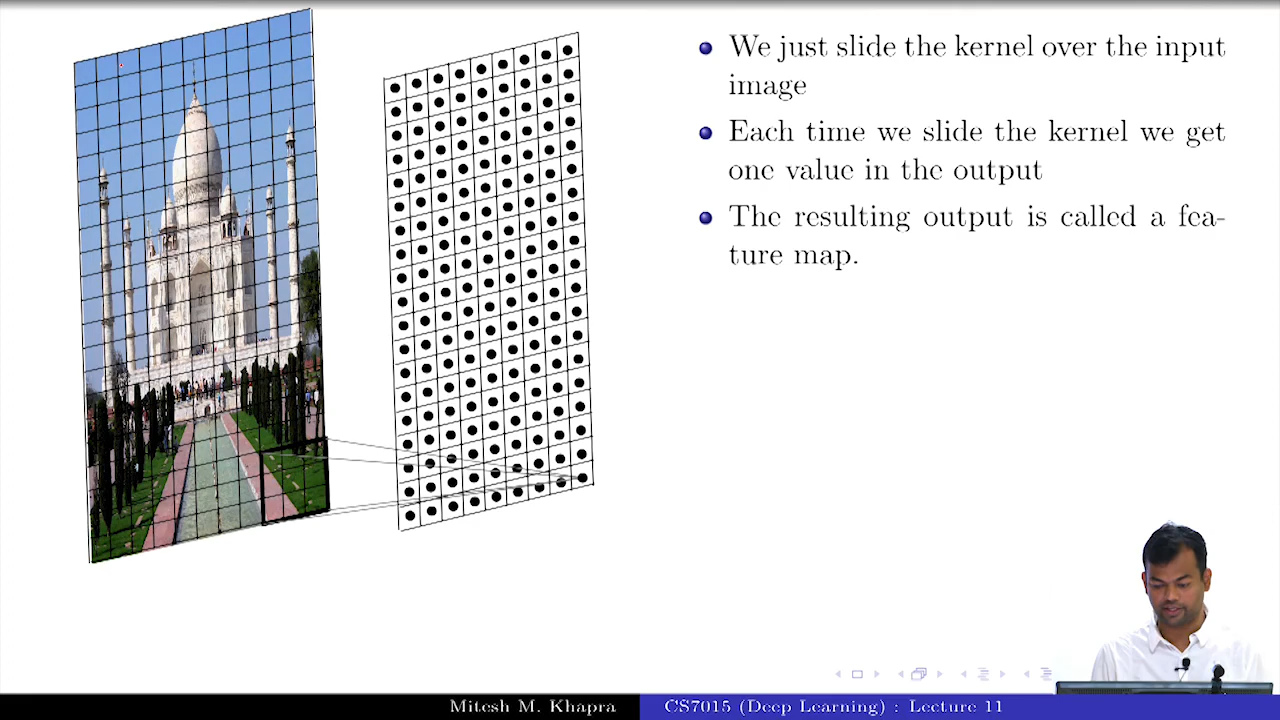 We just slide the kernel over the input
image
Each time we slide the kernel we get
one value in the output
The resulting output is called a fea-
ture map.
Mitesh M. Khapra
CS7015 (Deep Learning) : Lecture 11